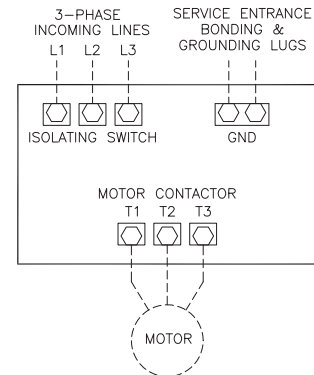 3-PHASE
INCOMING LINES
L1 L2 L3
SERVICE ENTRANCE
BONDING &
GROUNDING LUGS
ISOLATING SWITCH
GND
MOTOR CONTACTOR
T1 T2 T3
MOTOR